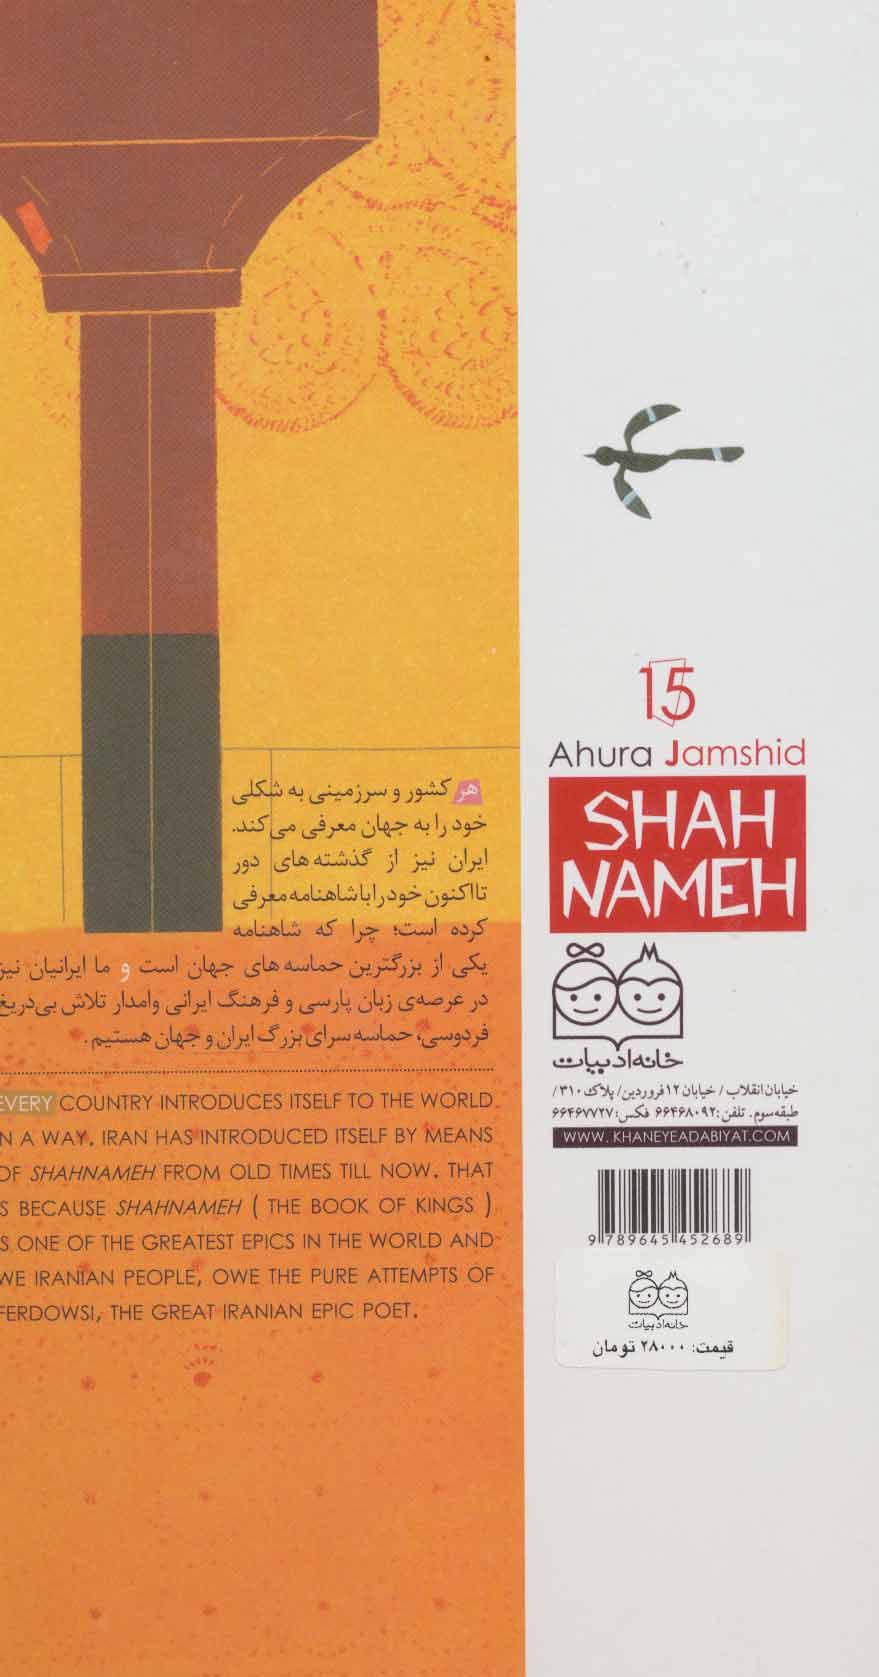 15
Ahura Jamshid
SHAH
NAMEH
خانه ادبیات
خیابان انقلاب / خیابان ۱۲ فروردین / پلاک ۳۱۰ /
طبقه سوم. تلفن: ۶۶۴۶۸۰۹۲ فکس: ۶۶۴۶۷۷۲۷
WWW. KHANEYEADABIYAT.COM
9 789645 452689
خانه ادبیات
قیمت: ۲۸۰۰۰ تومان
هر کشور و سرزمینی به شکلی
خود را به جهان معرفی می‌کند.
ایران نیز از گذشته‌های دور
تا اکنون خود را با شاهنامه معرفی
کرده است؛ چرا که شاهنامه
یکی از بزرگترین حماسه‌های جهان است و ما ایرانیان نیز
در عرصه‌ی زبان پارسی و فرهنگ ایرانی وامدار تلاش بی‌دریغ
فردوسی، حماسه‌سرای بزرگ ایران و جهان هستیم.
EVERY COUNTRY INTRODUCES ITSELF TO THE WORLD
N A WAY. IRAN HAS INTRODUCED ITSELF BY MEANS
OF SHAHNAMEH FROM OLD TIMES TILL NOW. THAT
S BECAUSE SHAHNAMEH ( THE BOOK OF KINGS )
S ONE OF THE GREATEST EPICS IN THE WORLD AND
WE IRANIAN PEOPLE, OWE THE PURE ATTEMPTS OF
FERDOWSI, THE GREAT IRANIAN EPIC POET.